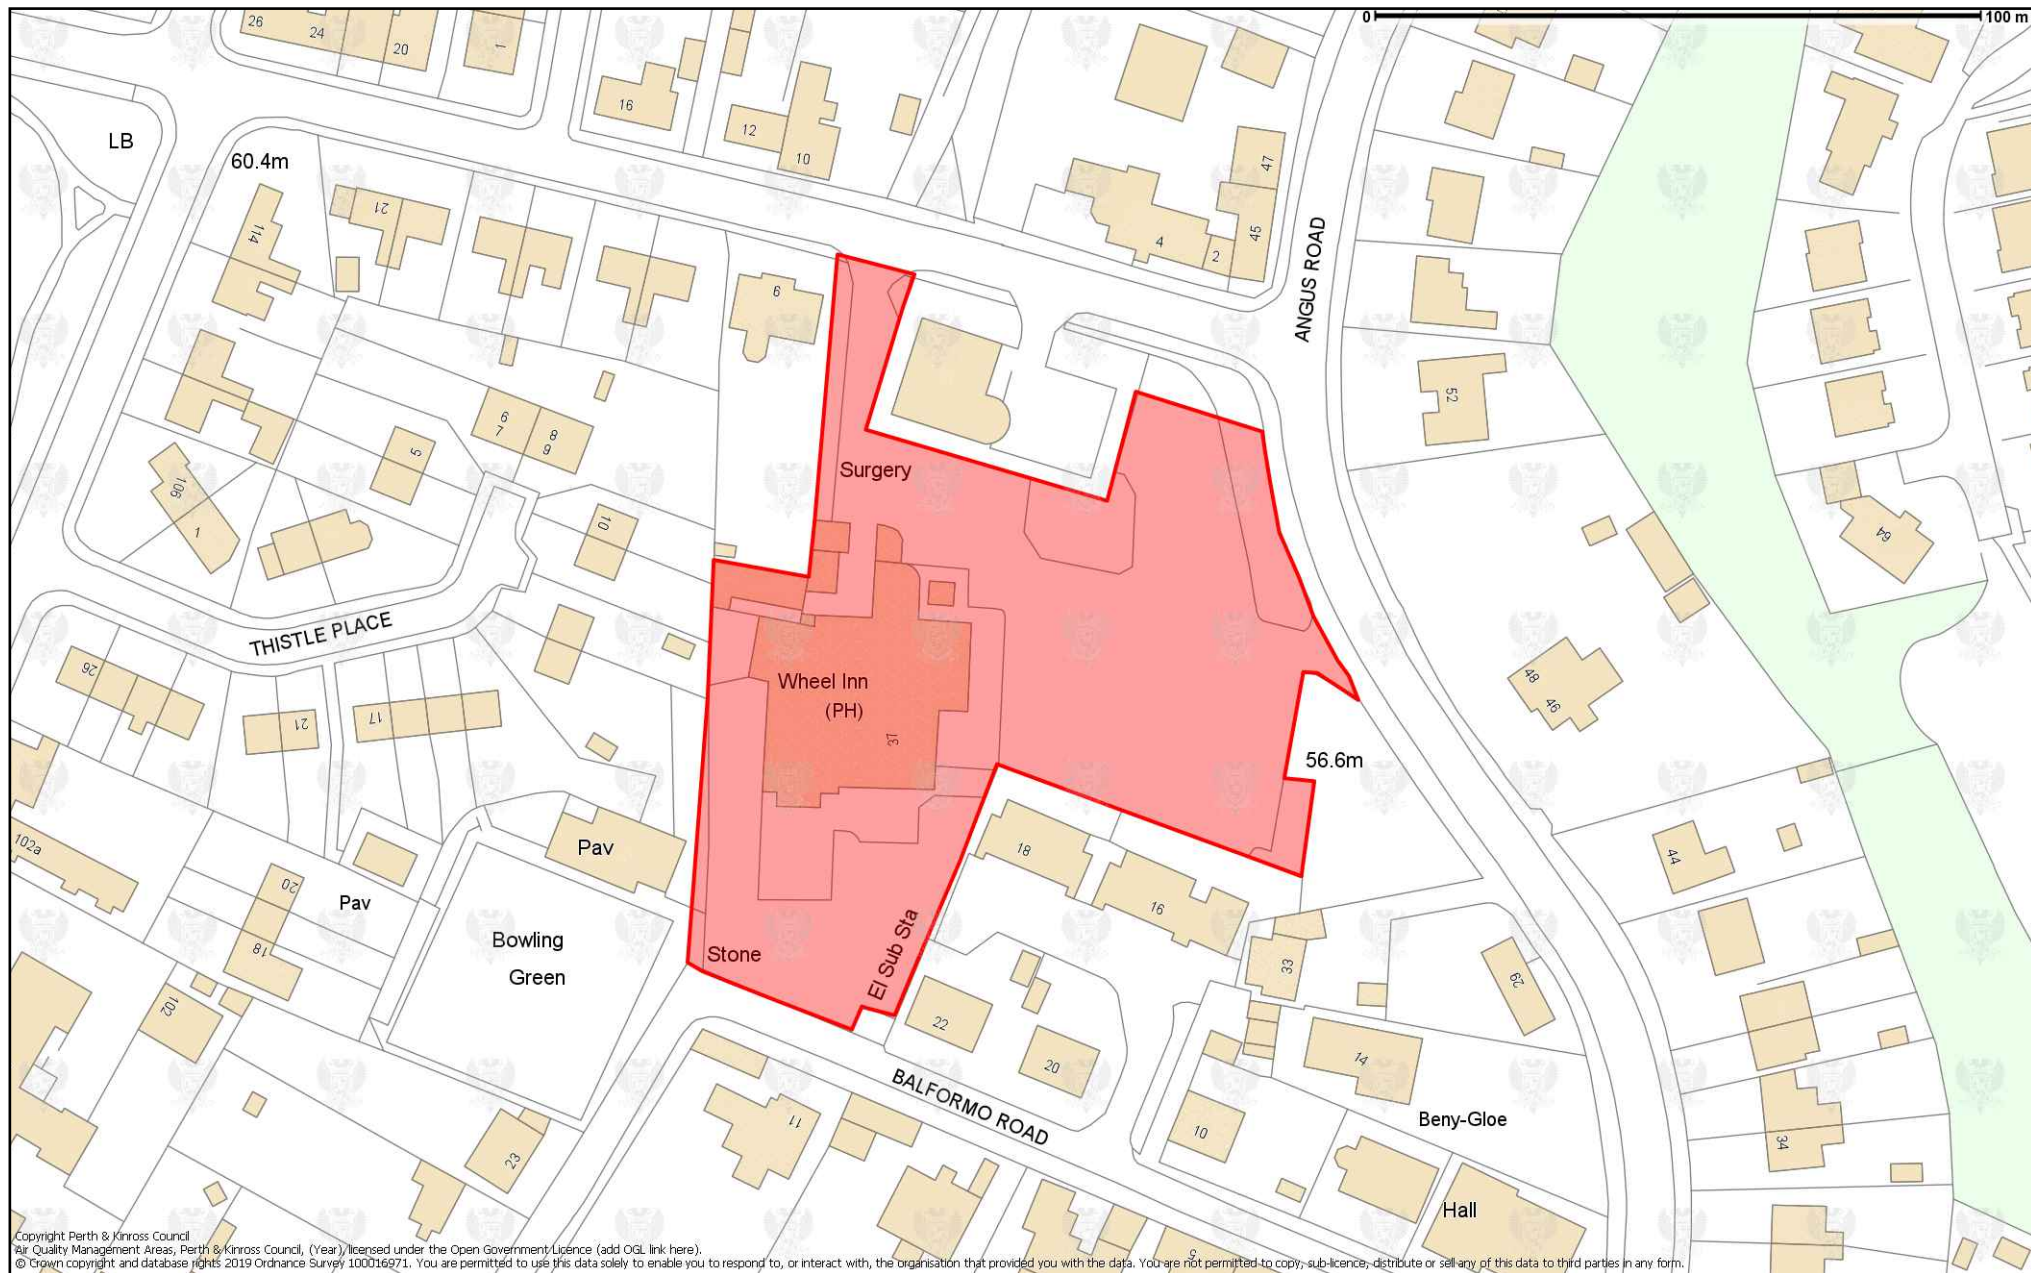 0
100 m
26
24
20
1
16
12
10
47
45
4
2
LB
60.4m
21
114
9
ANGUS ROAD
52
6
7
8
9
5
106
1
10
Surgery
64
THISTLE PLACE
26
21
17
Wheel Inn
(PH)
37
48
46
56.6m
102a
Pav
18
16
44
20
Pav
18
Bowling
Green
Stone
El Sub Sta
33
29
102
22
20
14
BALFORMO ROAD
11
10
Beny-Gloe
34
23
Hall
5
Copyright Perth & Kinross Council
Air Quality Management Areas, Perth & Kinross Council, (Year), licensed under the Open Government Licence (add OGL link here).
© Crown copyright and database rights 2019 Ordnance Survey 100016971. You are permitted to use this data solely to enable you to respond to, or interact with, the organisation that provided you with the data. You are not permitted to copy, sub-licence, distribute or sell any of this data to third parties in any form.